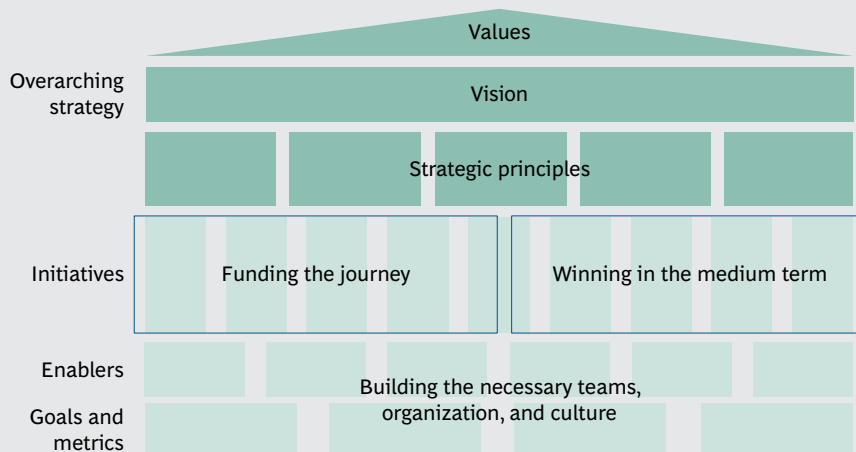 Values
Overarching
strategy
Vision
Strategic principles
Initiatives
Funding the journey
Winning in the medium term
Enablers
Building the necessary teams,
organization, and culture
Goals and
metrics